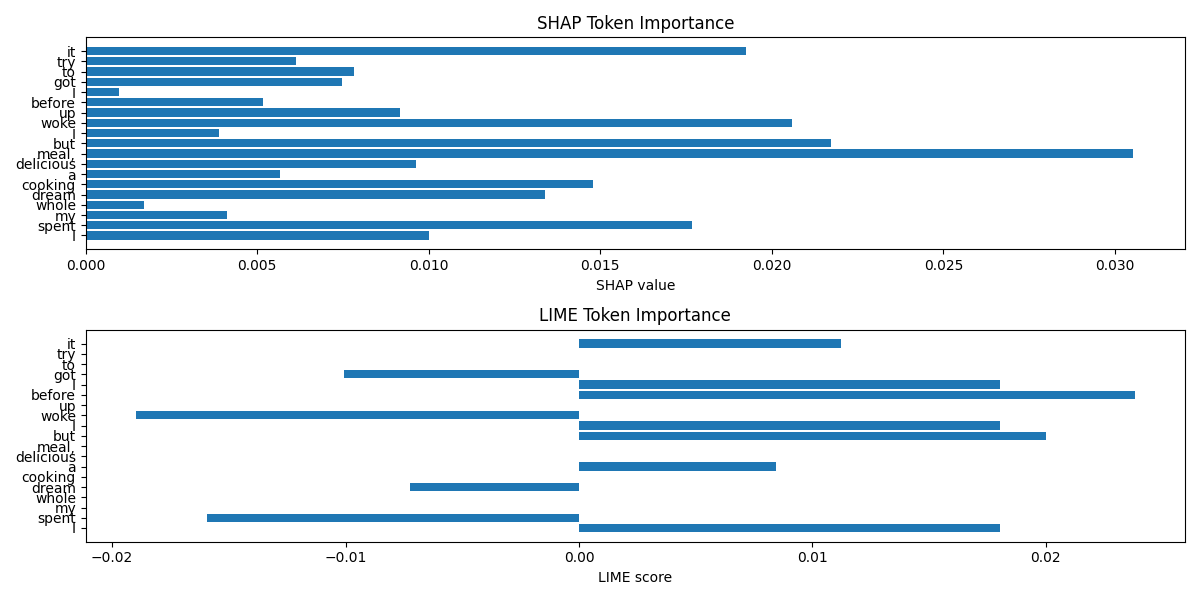 SHAP Token Importance
it
try
to
got
I
before
up
woke
I
but
meal,
delicious
a
cooking
dream
whole
my
spent
I
0.000 0.005 0.010 0.015 0.020 0.025 0.030
SHAP value
LIME Token Importance
it
try
to
got
I
before
up
woke
I
but
meal,
delicious
a
cooking
dream
whole
my
spent
I
−0.02 −0.01 0.00 0.01 0.02
LIME score